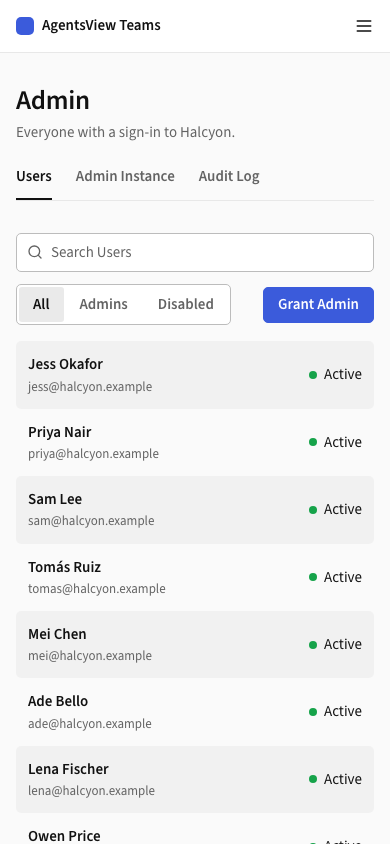 AgentsView Teams
Admin
Everyone with a sign-in to Halcyon.
Users Admin Instance Audit Log
Search Users
All Admins Disabled Grant Admin
Jess Okafor
jess@halcyon.example
Active
Priya Nair
priya@halcyon.example
Active
Sam Lee
sam@halcyon.example
Active
Tomás Ruiz
tomas@halcyon.example
Active
Mei Chen
mei@halcyon.example
Active
Ade Bello
ade@halcyon.example
Active
Lena Fischer
lena@halcyon.example
Active
Owen Price